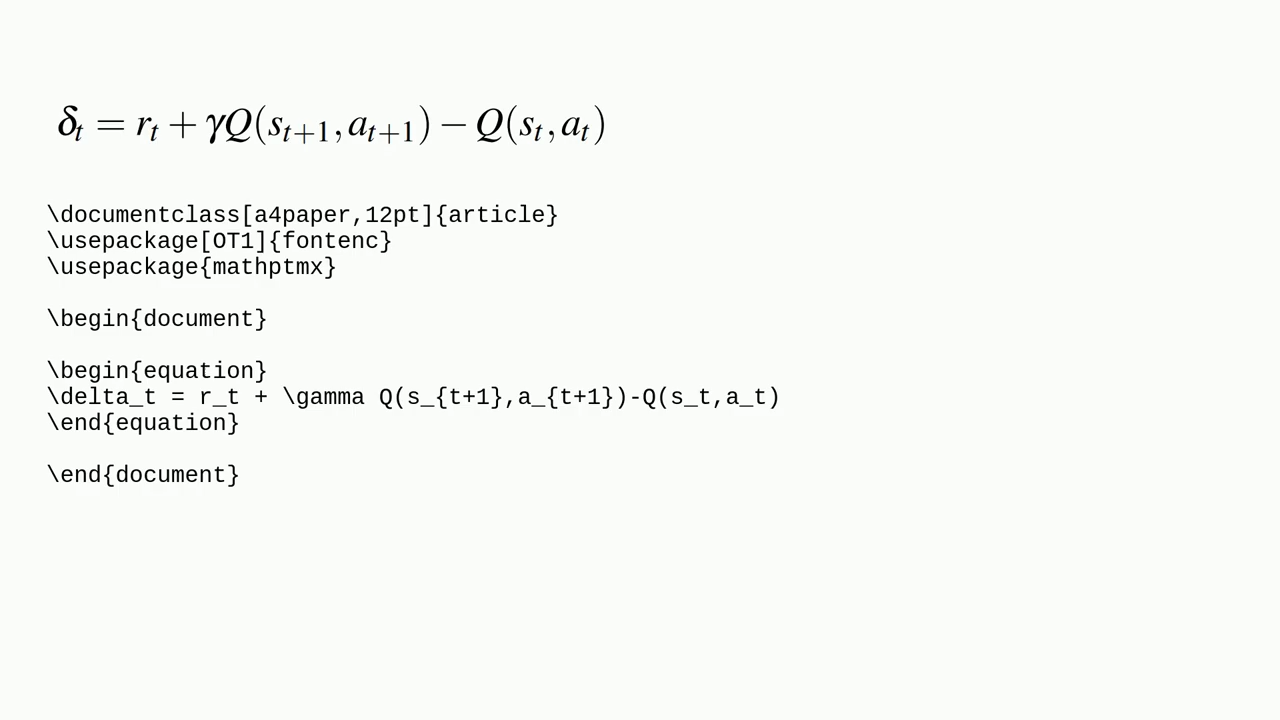 δₜ = rₜ + γQ(sₜ₊₁, aₜ₊₁) − Q(sₜ, aₜ)
\documentclass[a4paper,12pt]{article}
\usepackage[OT1]{fontenc}
\usepackage{mathptmx}
\begin{document}
\begin{equation}
\delta_t = r_t + \gamma Q(s_{t+1},a_{t+1})-Q(s_t,a_t)
\end{equation}
\end{document}